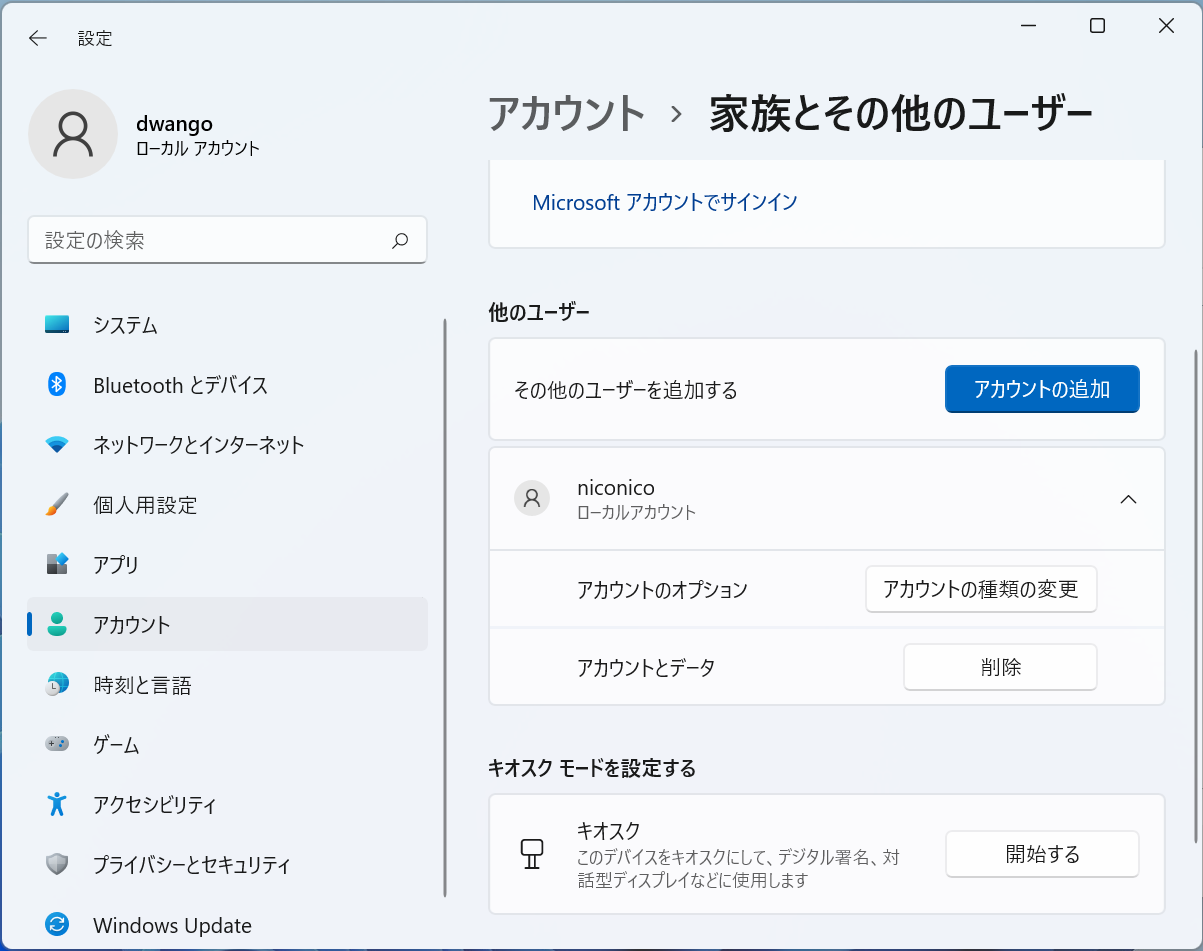 設定
dwango
ローカル アカウント
設定の検索
システム
Bluetooth とデバイス
ネットワークとインターネット
個人用設定
アプリ
アカウント
時刻と言語
ゲーム
アクセシビリティ
プライバシーとセキュリティ
Windows Update
アカウント › 家族とその他のユーザー
Microsoft アカウントでサインイン
他のユーザー
その他のユーザーを追加する
アカウントの追加
niconico
ローカルアカウント
アカウントのオプション
アカウントの種類の変更
アカウントとデータ
削除
キオスク モードを設定する
キオスク
このデバイスをキオスクにして、デジタル署名、対
話型ディスプレイなどに使用します
開始する